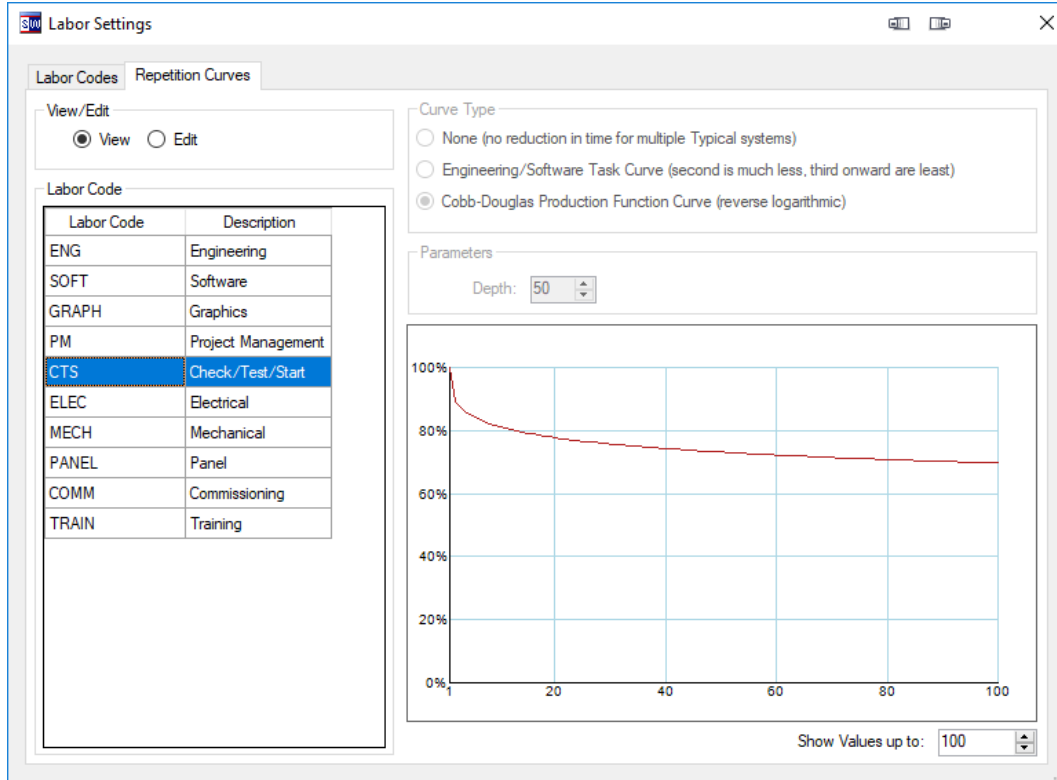 SW Labor Settings
Labor Codes Repetition Curves
View/Edit
View Edit
Labor Code
Labor Code Description
ENG Engineering
SOFT Software
GRAPH Graphics
PM Project Management
CTS Check/Test/Start
ELEC Electrical
MECH Mechanical
PANEL Panel
COMM Commissioning
TRAIN Training
Curve Type
None (no reduction in time for multiple Typical systems)
Engineering/Software Task Curve (second is much less, third onward are least)
Cobb-Douglas Production Function Curve (reverse logarithmic)
Parameters
Depth: 50
100%
80%
60%
40%
20%
0%
1 20 40 60 80 100
Show Values up to: 100